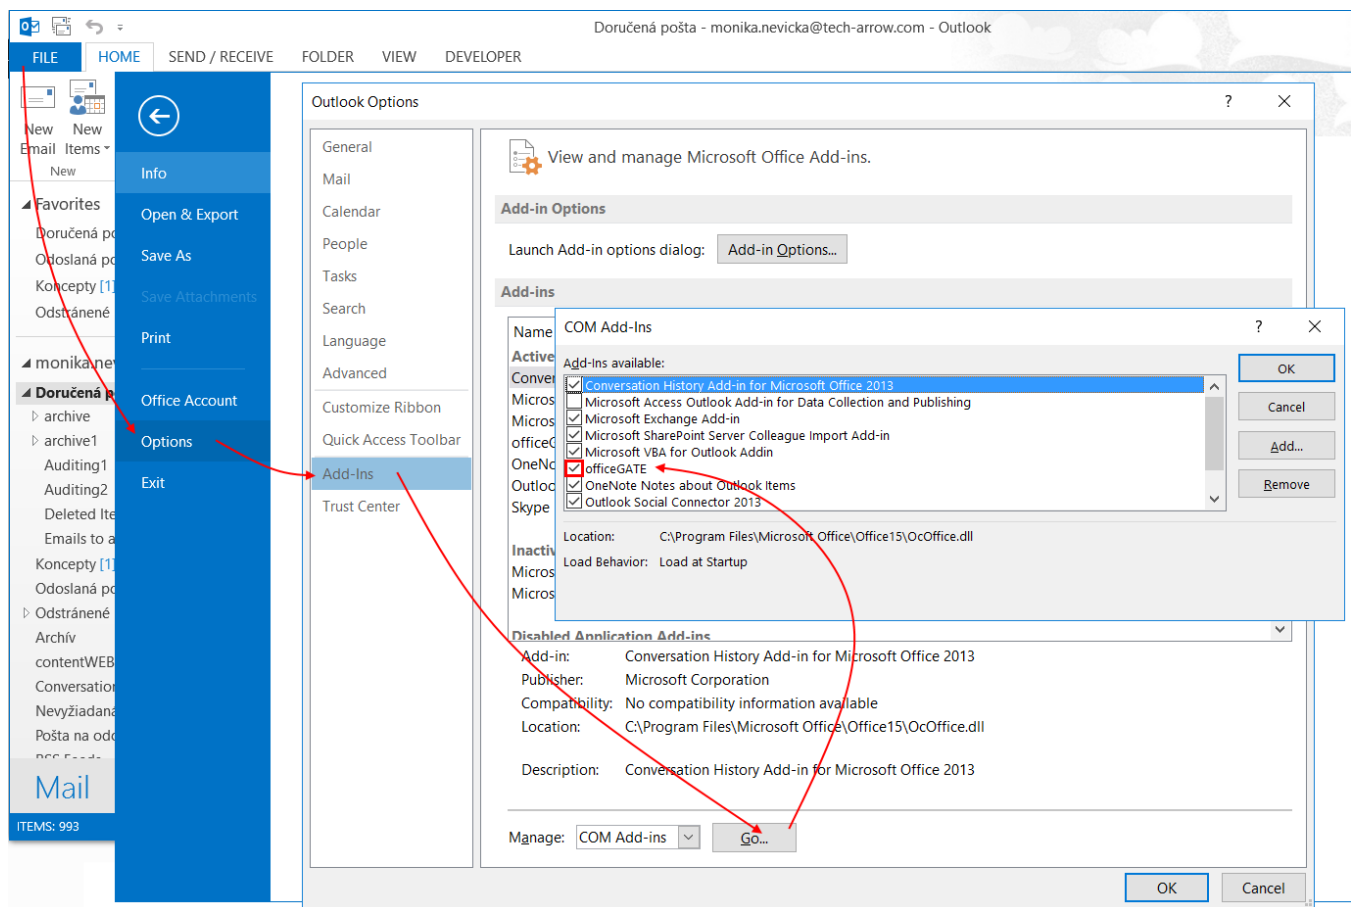 Doručená pošta - monika.nevicka@tech-arrow.com - Outlook
FILE HOME SEND / RECEIVE FOLDER VIEW DEVELOPER
New Email
New Items
New
Favorites
Doručená po
Odoslaná po
Koncepty [1]
Odstránené
monika.ne
Doručená p
archive
archive1
Auditing1
Auditing2
Deleted Ite
Emails to a
Koncepty [1]
Odoslaná po
Odstránené
Archív
contentWEB
Conversation
Nevyžiadaná
Pošta na odo
RSS Feeds
Mail
ITEMS: 993
Info
Open & Export
Save As
Save Attachments
Print
Office Account
Options
Exit
Outlook Options ?
General
Mail
Calendar
People
Tasks
Search
Language
Advanced
Customize Ribbon
Quick Access Toolbar
Add-Ins
Trust Center
View and manage Microsoft Office Add-ins.
Add-in Options
Launch Add-in options dialog: Add-in Options...
Add-ins
Name
Active
Conver
Micros
Micros
officeG
OneNo
Outloo
Skype
Inactiv
Micros
Micros
Disabled Application Add-ins
COM Add-Ins ?
Add-Ins available:
Conversation History Add-in for Microsoft Office 2013
Microsoft Access Outlook Add-in for Data Collection and Publishing
Microsoft Exchange Add-in
Microsoft SharePoint Server Colleague Import Add-in
Microsoft VBA for Outlook Addin
officeGATE
OneNote Notes about Outlook Items
Outlook Social Connector 2013
OK
Cancel
Add...
Remove
Location: C:\Program Files\Microsoft Office\Office15\OcOffice.dll
Load Behavior: Load at Startup
Add-in: Conversation History Add-in for Microsoft Office 2013
Publisher: Microsoft Corporation
Compatibility: No compatibility information available
Location: C:\Program Files\Microsoft Office\Office15\OcOffice.dll
Description: Conversation History Add-in for Microsoft Office 2013
Manage: COM Add-ins Go...
OK Cancel